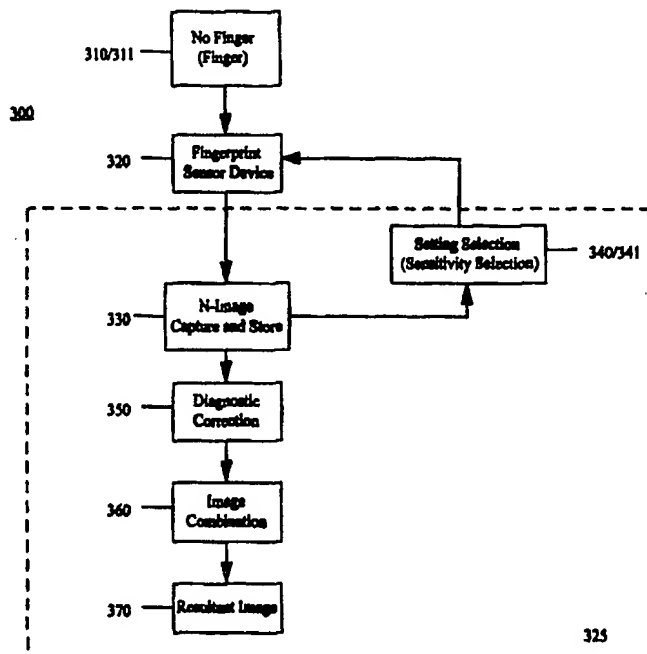 No Finger
(Finger)
310/311
300
320
Fingerprint
Sensor Device
Setting Selection
(Sensitivity Selection)
340/341
330
N-Image
Capture and Store
350
Diagnostic
Correction
360
Image
Combination
370
Resultant Image
325